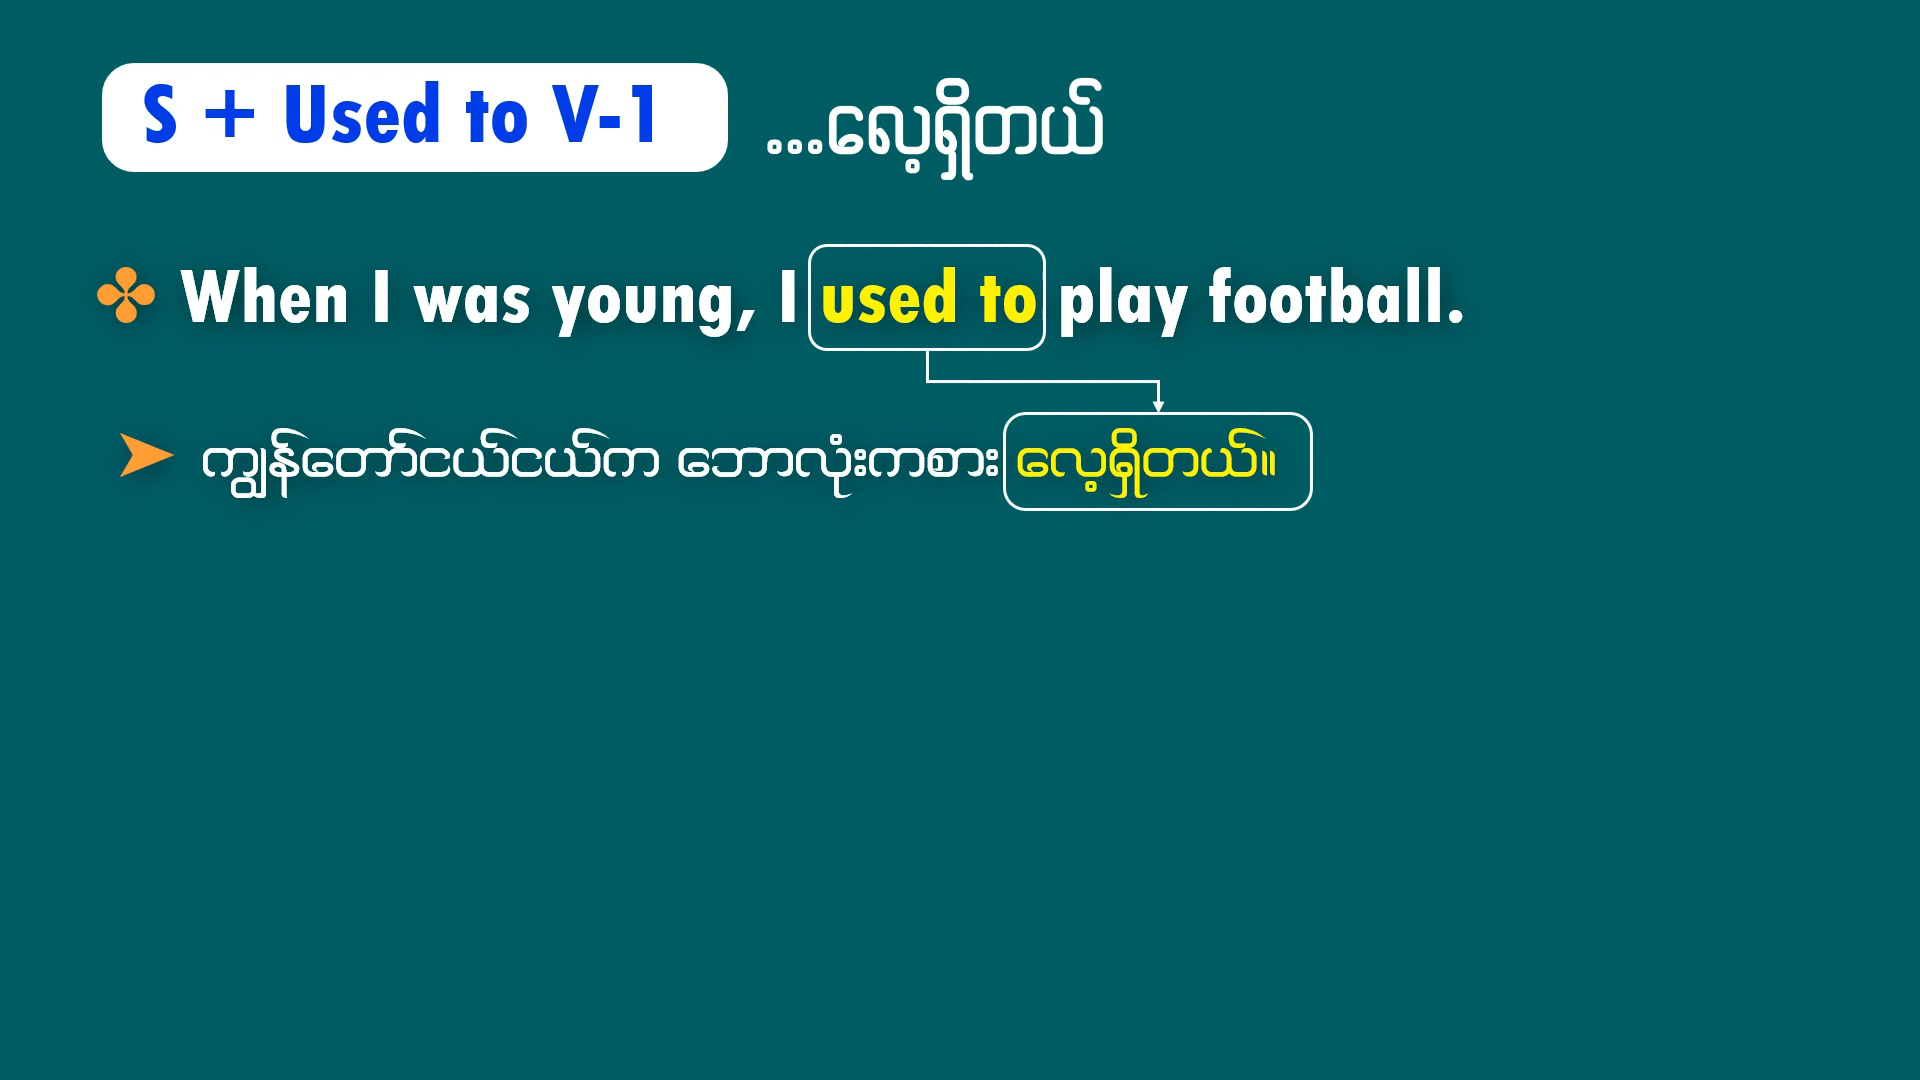 S + Used to V-1 ...လေ့ရှိတယ်
When I was young, I used to play football.
ကျွန်တော်ငယ်ငယ်က ဘောလုံးကစားလေ့ရှိတယ်။